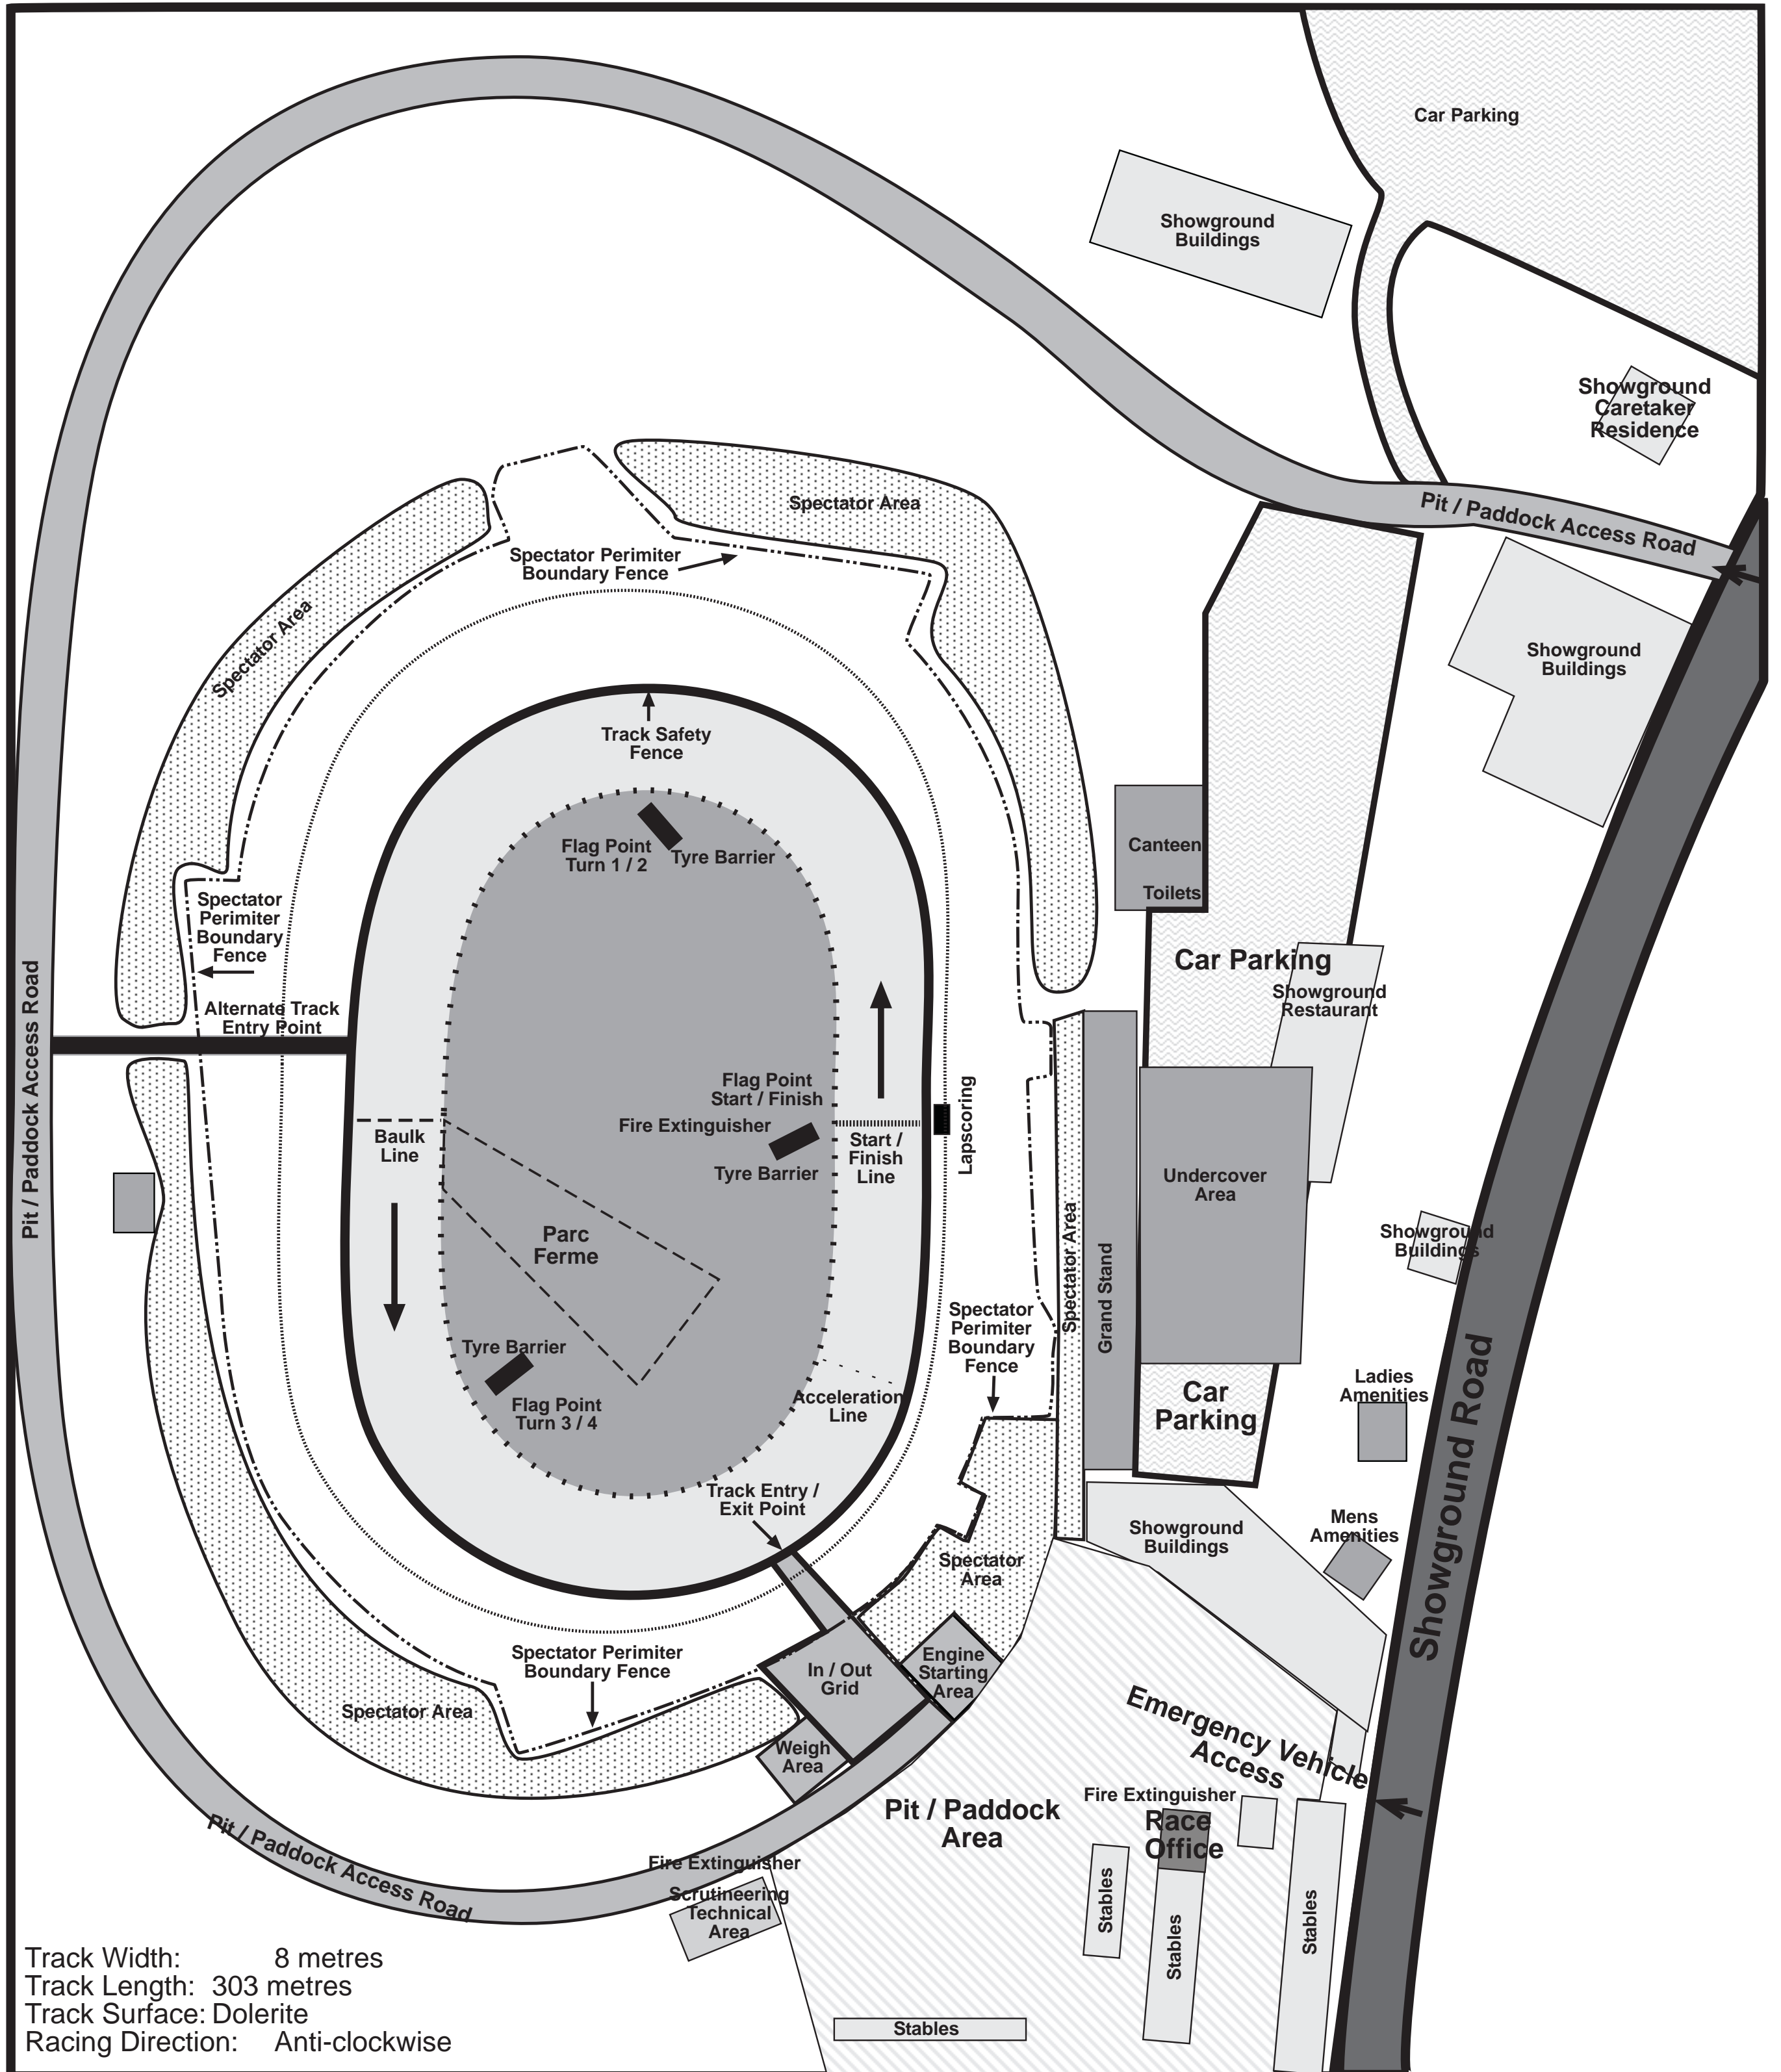 Car Parking
Showground
Buildings
Showground
Caretaker
Residence
Pit / Paddock Access Road
Spectator Area
Spectator Perimiter
Boundary Fence
Spectator Area
Showground
Buildings
Track Safety
Fence
Flag Point
Turn 1 / 2
Tyre Barrier
Canteen
Toilets
Spectator
Perimiter
Boundary
Fence
Car Parking
Showground
Restaurant
Alternate Track
Entry Point
Pit / Paddock Access Road
Flag Point
Start / Finish
Fire Extinguisher
Tyre Barrier
Baulk
Line
Start /
Finish
Line
Lapscoring
Undercover
Area
Parc
Ferme
Showground
Buildings
Spectator Area
Grand Stand
Spectator
Perimiter
Boundary
Fence
Tyre Barrier
Flag Point
Turn 3 / 4
Acceleration
Line
Car
Parking
Ladies
Amenities
Showground Road
Track Entry /
Exit Point
Showground
Buildings
Mens
Amenities
Spectator
Area
Spectator Perimiter
Boundary Fence
In / Out
Grid
Engine
Starting
Area
Spectator Area
Weigh
Area
Emergency Vehicle
Access
Pit / Paddock
Area
Fire Extinguisher
Race
Office
Pit / Paddock Access Road
Fire Extinguisher
Scrutineering
Technical
Area
Stables
Stables
Stables
Stables
Track Width: 8 metres
Track Length: 303 metres
Track Surface: Dolerite
Racing Direction: Anti-clockwise